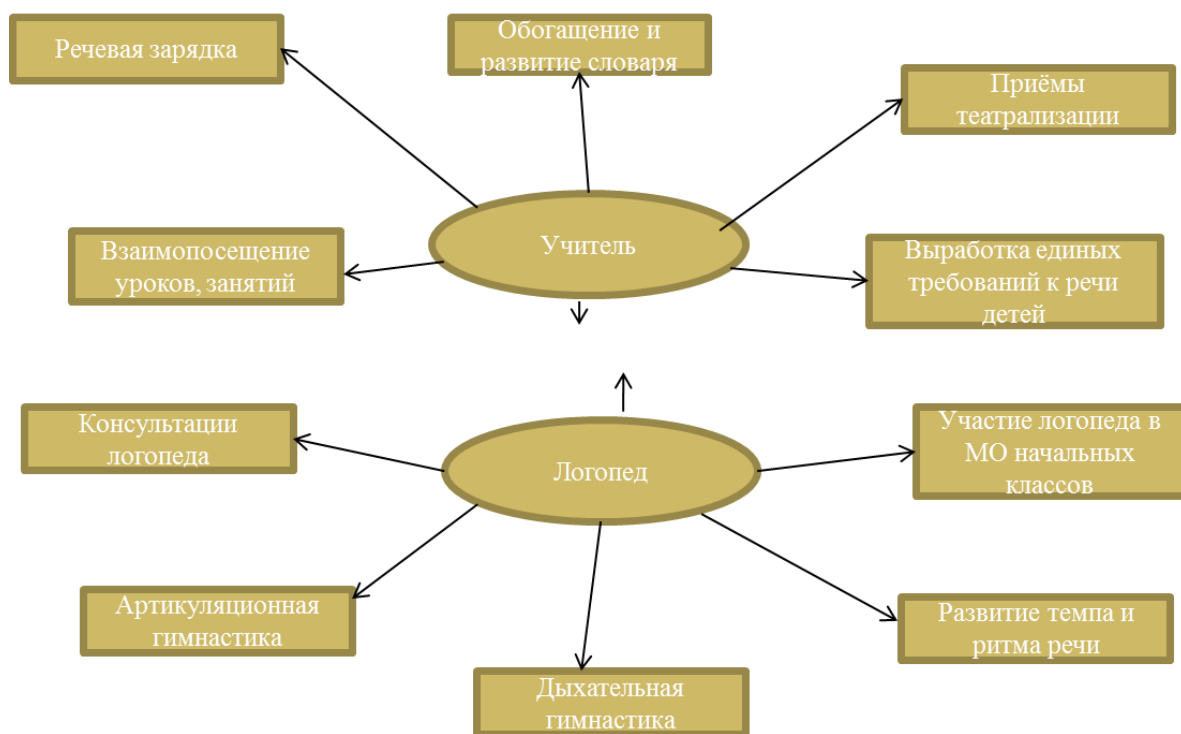 Речевая зарядка
Обогащение и
развитие словаря
Приёмы
театрализации
Взаимопосещение
уроков, занятий
Учитель
Выработка единых
требований к речи
детей
Консультации
логопеда
Логопед
Участие логопеда в
МО начальных
классов
Артикуляционная
гимнастика
Дыхательная
гимнастика
Развитие темпа и
ритма речи